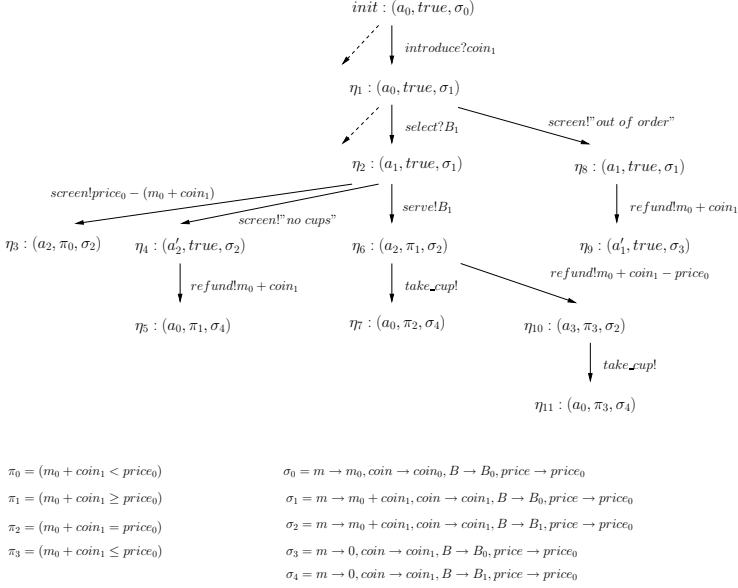 init : (a₀, true, σ₀)
introduce?coin₁
η₁ : (a₀, true, σ₁)
select?B₁
screen!"out of order"
η₂ : (a₁, true, σ₁)
η₈ : (a₁, true, σ₁)
screen!price₀ − (m₀ + coin₁)
screen!"no cups"
serve!B₁
refund!m₀ + coin₁
η₃ : (a₂, π₀, σ₂)
η₄ : (a′₂, true, σ₂)
η₆ : (a₂, π₁, σ₂)
η₉ : (a′₁, true, σ₃)
refund!m₀ + coin₁
take_cup!
refund!m₀ + coin₁ − price₀
η₅ : (a₀, π₁, σ₄)
η₇ : (a₀, π₂, σ₄)
η₁₀ : (a₃, π₃, σ₂)
take_cup!
η₁₁ : (a₀, π₃, σ₄)
π₀ = (m₀ + coin₁ < price₀)
σ₀ = m → m₀, coin → coin₀, B → B₀, price → price₀
π₁ = (m₀ + coin₁ ≥ price₀)
σ₁ = m → m₀ + coin₁, coin → coin₁, B → B₀, price → price₀
π₂ = (m₀ + coin₁ = price₀)
σ₂ = m → m₀ + coin₁, coin → coin₁, B → B₁, price → price₀
π₃ = (m₀ + coin₁ ≤ price₀)
σ₃ = m → 0, coin → coin₁, B → B₀, price → price₀
σ₄ = m → 0, coin → coin₁, B → B₁, price → price₀